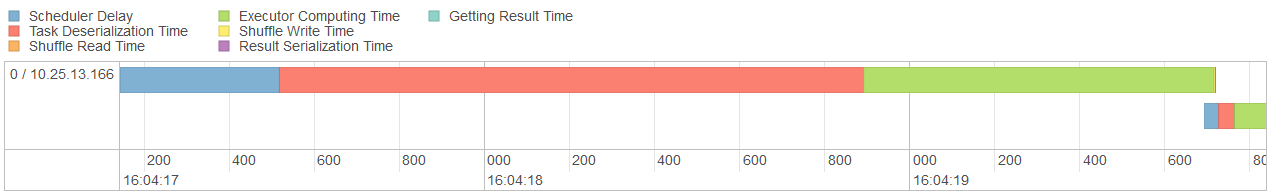 Scheduler Delay Executor Computing Time Getting Result Time
Task Deserialization Time Shuffle Write Time
Shuffle Read Time Result Serialization Time
0 / 10.25.13.166
200 400 600 800 000 200 400 600 800 000 200 400 600
16:04:17 16:04:18 16:04:19